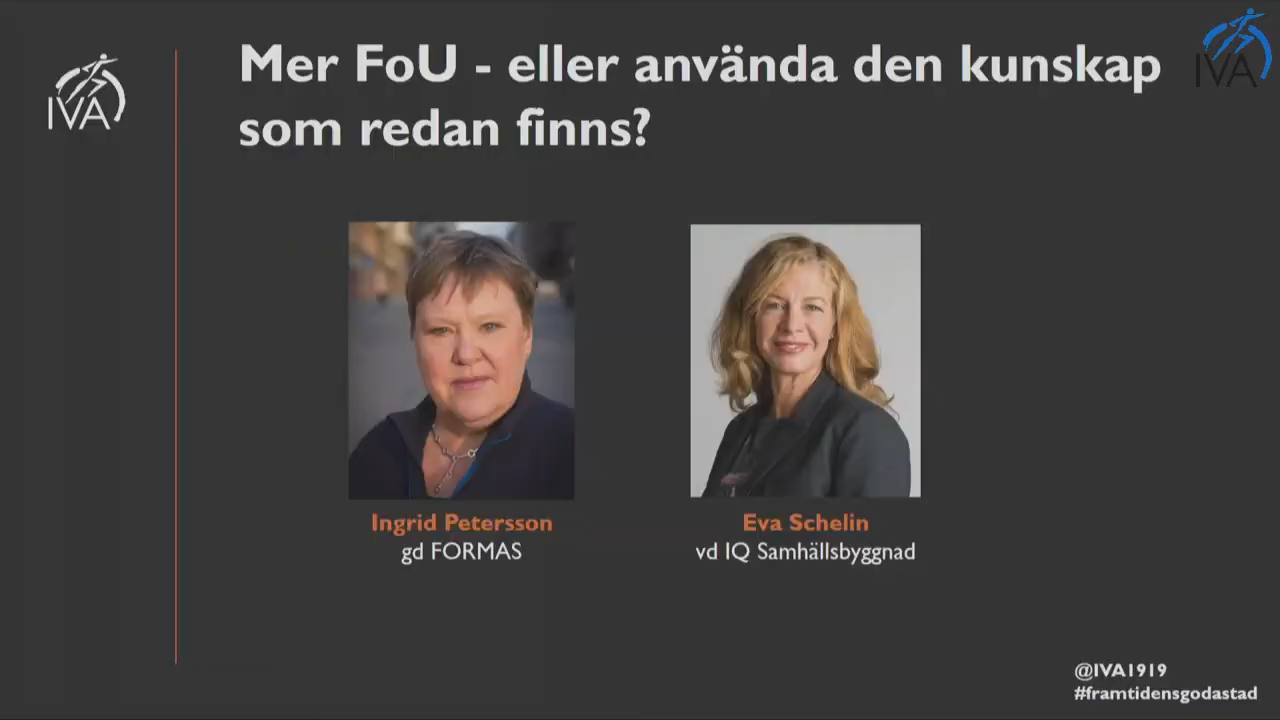 IVA
Mer FoU - eller använda den kunskap
som redan finns?
IVA
Ingrid Petersson
gd FORMAS
Eva Schelin
vd IQ Samhällsbyggnad
@IVA1919
#framtidensgodastad